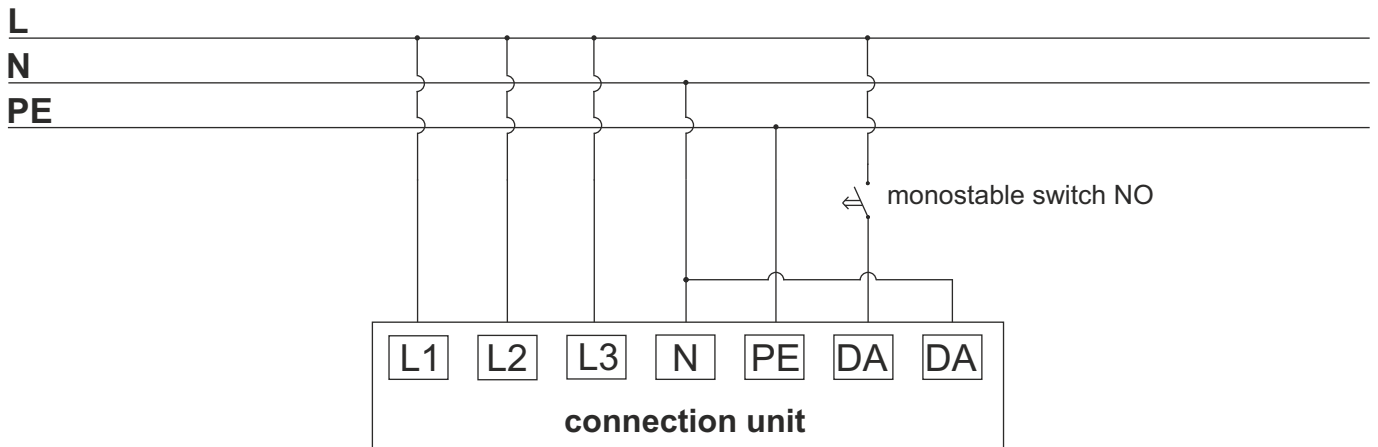 L
N
PE
monostable switch NO
L1 L2 L3 N PE DA DA
connection unit